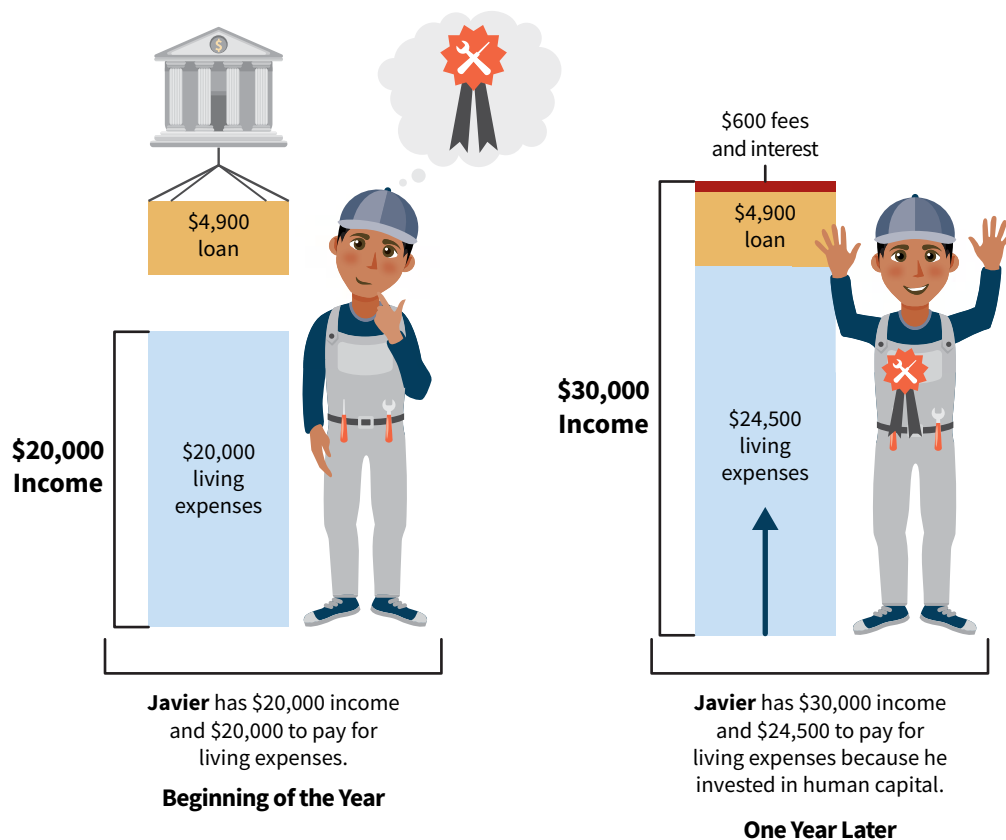 $
$4,900
loan
$20,000
Income
$20,000
living
expenses
Javier has $20,000 income
and $20,000 to pay for
living expenses.
Beginning of the Year
$600 fees
and interest
$4,900
loan
$30,000
Income
$24,500
living
expenses
Javier has $30,000 income
and $24,500 to pay for
living expenses because he
invested in human capital.
One Year Later